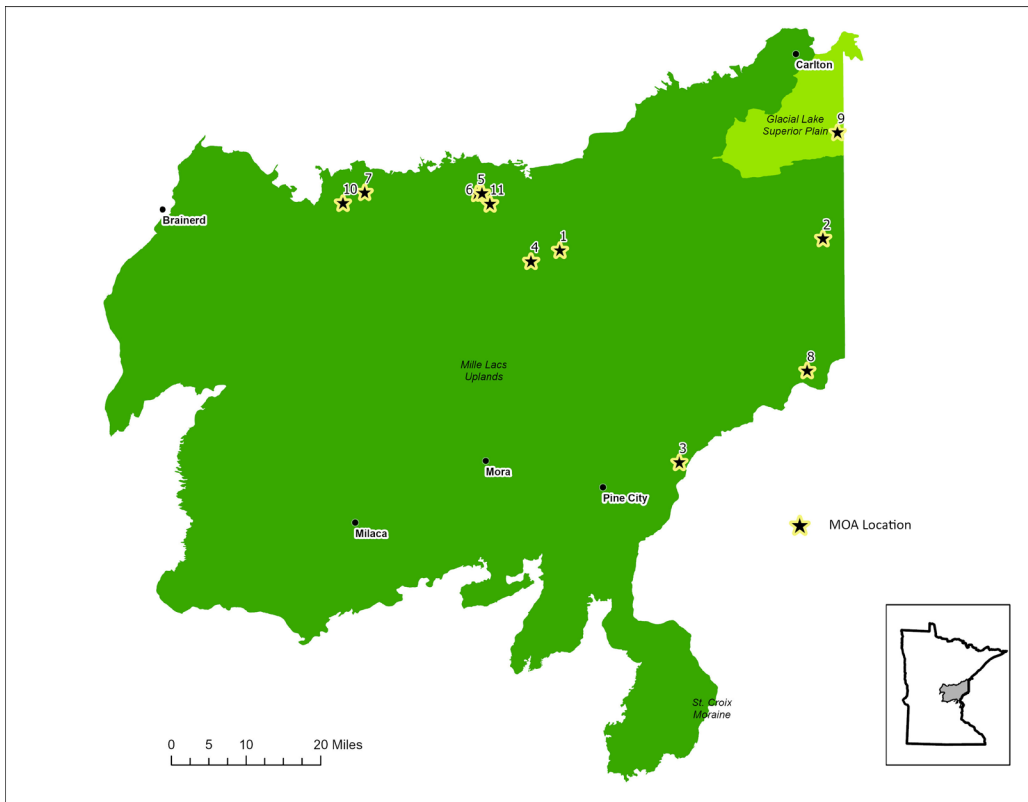 Carlton
Glacial Lake
Superior Plain
9
7
10
5
6
11
Brainerd
2
1
4
Mille Lacs
Uplands
8
Mora
3
Pine City
Milaca
MOA Location
St. Croix
Moraine
0 5 10 20 Miles